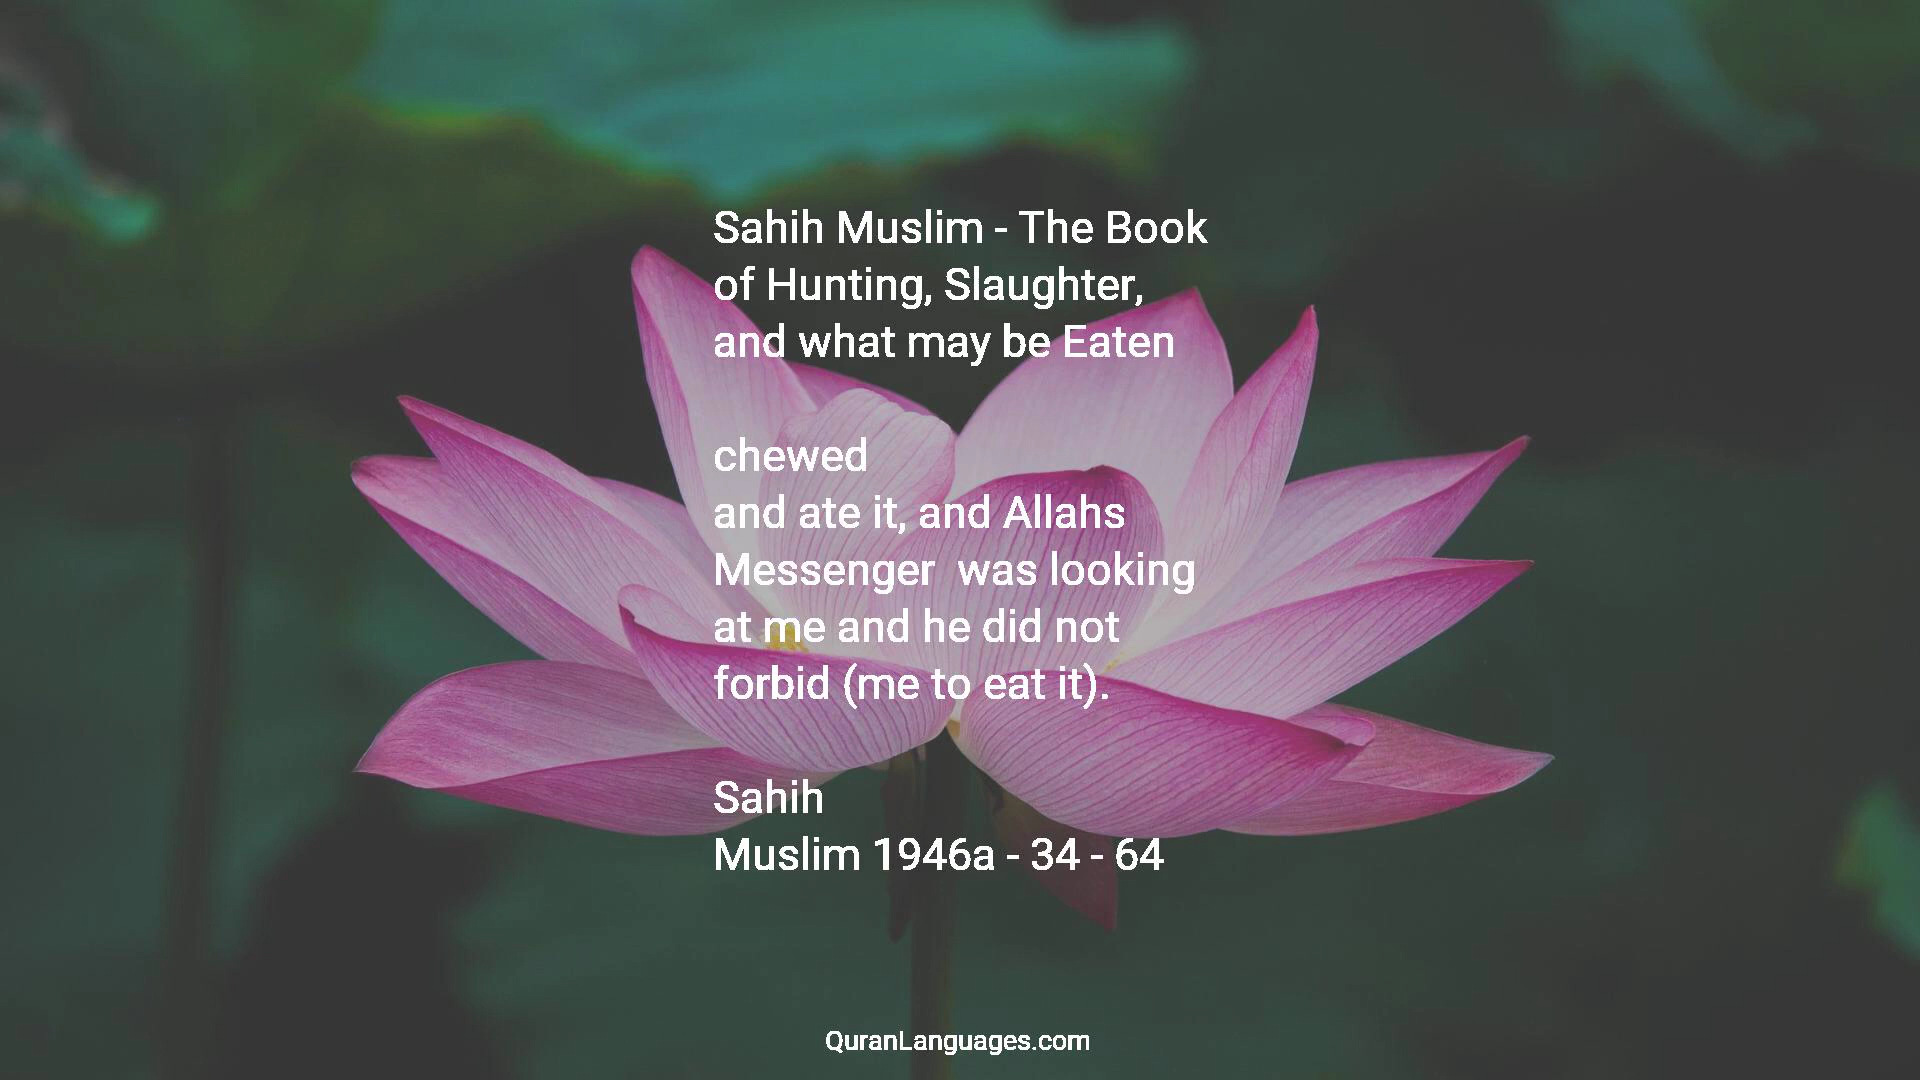 Sahih Muslim - The Book
of Hunting, Slaughter,
and what may be Eaten
chewed
and ate it, and Allahs
Messenger  was looking
at me and he did not
forbid (me to eat it).
Sahih
Muslim 1946a - 34 - 64
QuranLanguages.com